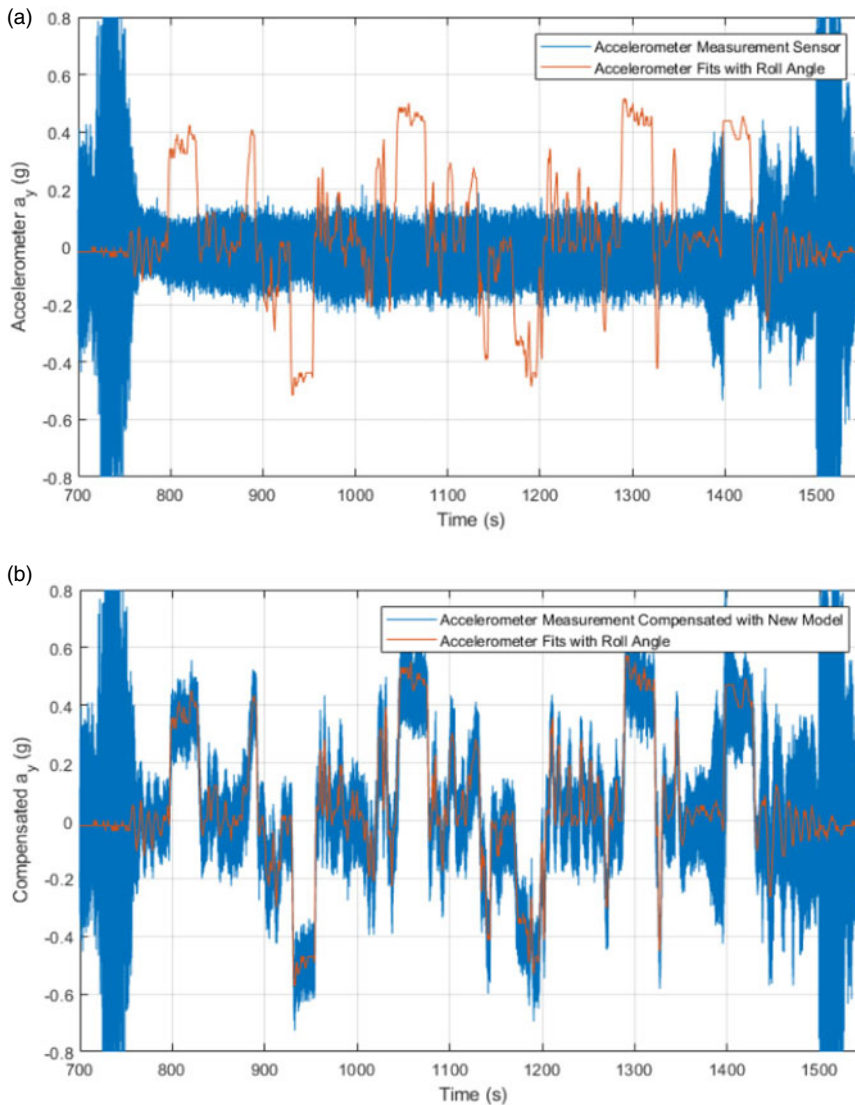 (a)
0.8
0.6
0.4
0.2
0
-0.2
-0.4
-0.6
-0.8
Accelerometer a_y (g)
Accelerometer Measurement Sensor
Accelerometer Fits with Roll Angle
700 800 900 1000 1100 1200 1300 1400 1500
Time (s)
(b)
0.8
0.6
0.4
0.2
0
-0.2
-0.4
-0.6
-0.8
Compensated a_y (g)
Accelerometer Measurement Compensated with New Model
Accelerometer Fits with Roll Angle
700 800 900 1000 1100 1200 1300 1400 1500
Time (s)